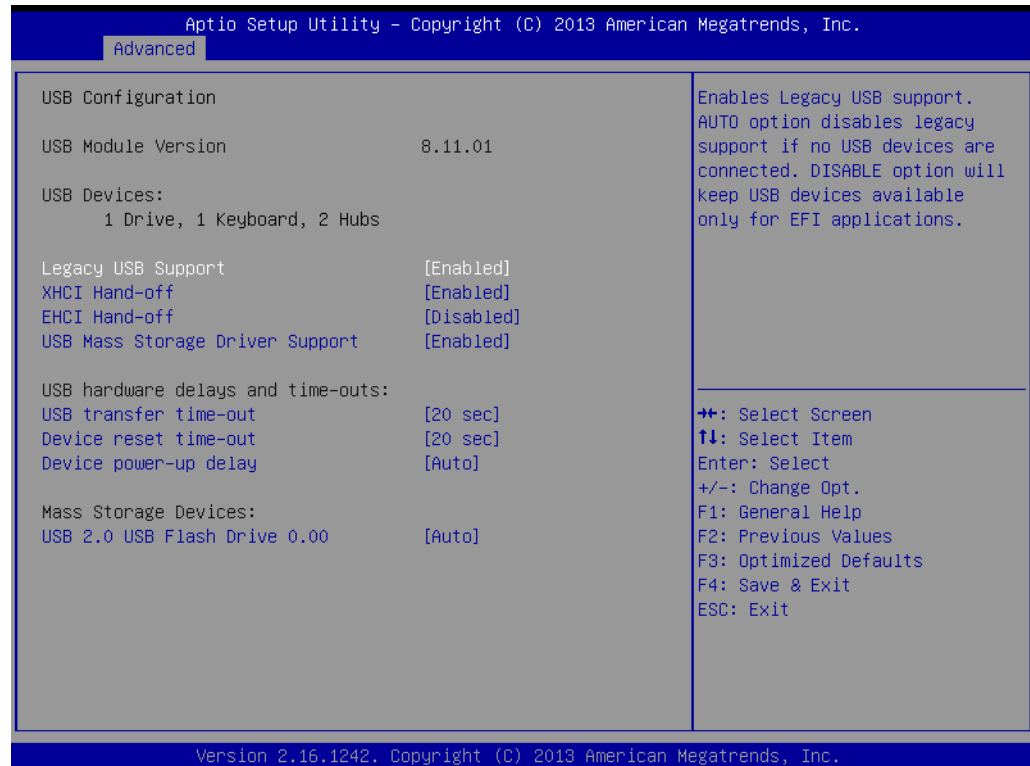 Aptio Setup Utility – Copyright (C) 2013 American Megatrends, Inc.
Advanced
USB Configuration
USB Module Version 8.11.01
USB Devices:
1 Drive, 1 Keyboard, 2 Hubs
Legacy USB Support [Enabled]
XHCI Hand-off [Enabled]
EHCI Hand-off [Disabled]
USB Mass Storage Driver Support [Enabled]
USB hardware delays and time-outs:
USB transfer time-out [20 sec]
Device reset time-out [20 sec]
Device power-up delay [Auto]
Mass Storage Devices:
USB 2.0 USB Flash Drive 0.00 [Auto]
Enables Legacy USB support.
AUTO option disables legacy
support if no USB devices are
connected. DISABLE option will
keep USB devices available
only for EFI applications.
→←: Select Screen
↑↓: Select Item
Enter: Select
+/-: Change Opt.
F1: General Help
F2: Previous Values
F3: Optimized Defaults
F4: Save & Exit
ESC: Exit
Version 2.16.1242. Copyright (C) 2013 American Megatrends, Inc.